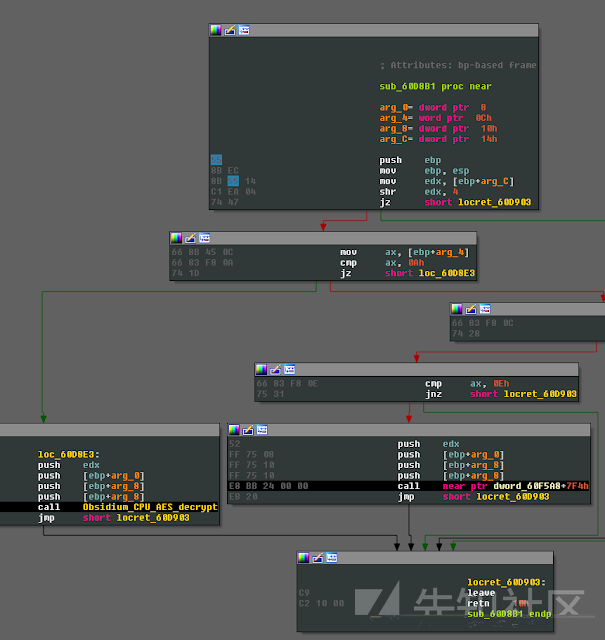 ; Attributes: bp-based frame
sub_60D8B1 proc near
arg_0= dword ptr 8
arg_4= word ptr 0Ch
arg_8= dword ptr 10h
arg_C= dword ptr 14h
55 push ebp
8B EC mov ebp, esp
8B 55 14 mov edx, [ebp+arg_C]
C1 EA 04 shr edx, 4
74 47 jz short locret_60D903
66 8B 45 0C mov ax, [ebp+arg_4]
66 83 F8 0A cmp ax, 0Ah
74 1D jz short loc_60D8E3
66 83 F8 0C
74 28
66 83 F8 0E cmp ax, 0Eh
75 31 jnz short locret_60D903
loc_60D8E3:
push edx
push [ebp+arg_0]
push [ebp+arg_8]
push [ebp+arg_8]
call Obsidium_CPU_AES_decrypt
jmp short locret_60D903
52 push edx
FF 75 08 push [ebp+arg_0]
FF 75 10 push [ebp+arg_8]
FF 75 10 push [ebp+arg_8]
E8 BB 24 00 00 call near ptr dword_60F5A8+7F4h
EB 20 jmp short locret_60D903
locret_60D903:
C9 leave
C2 10 00 retn 10h
sub_60D8B1 endp